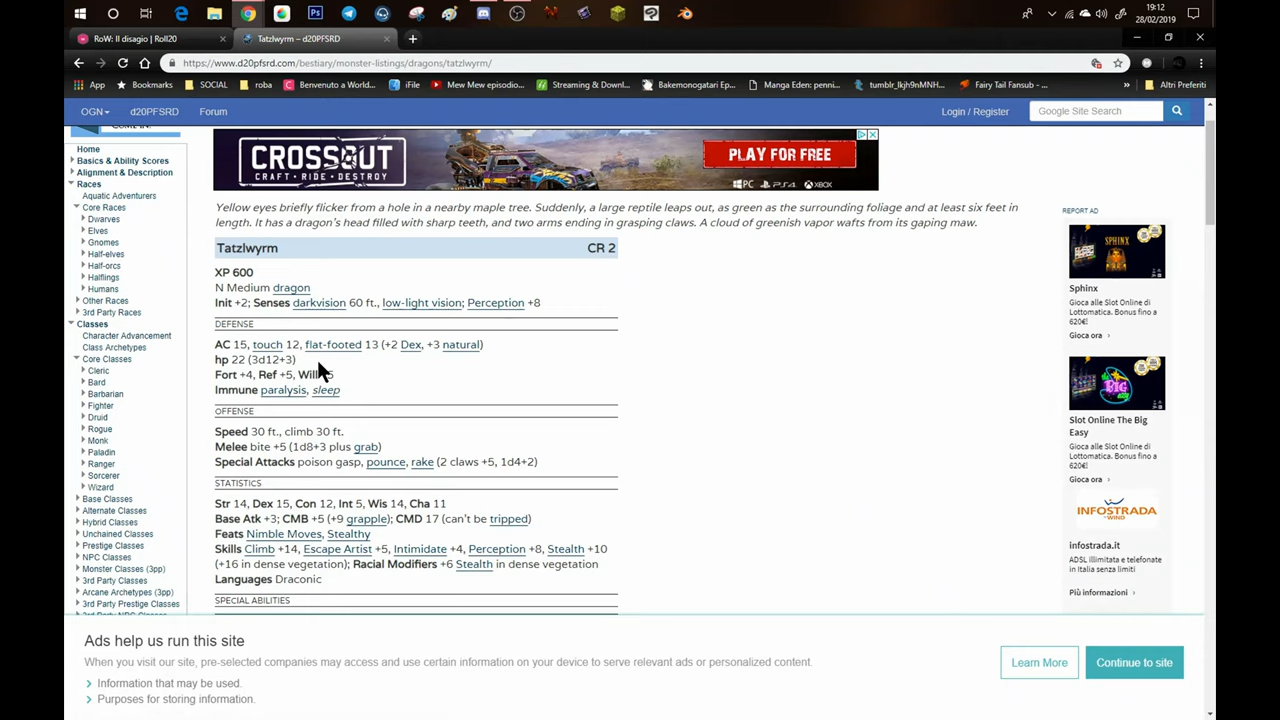 19:12
28/02/2019
RoW: Il disagio | Roll20
Tatzlwyrm – d20PFSRD
https://www.d20pfsrd.com/bestiary/monster-listings/dragons/tatzlwyrm/
App
Bookmarks
SOCIAL
roba
Benvenuto a World...
iFile
Mew Mew Powe episo...
Streaming & Downl...
Bakemonogatari Ep...
Manga Eden: penni...
tumblr_lkjh9nMNH...
Fairy Tail Fansub - ...
Altri Preferiti
OGN
d20PFSRD
Forum
Login / Register
Google Site Search
COME IN!
Home
Basics & Ability Scores
Alignment & Description
Races
Aquatic Adventurers
Core Races
Dwarves
Elves
Gnomes
Half-elves
Half-orcs
Halflings
Humans
Other Races
3rd Party Races
Classes
Character Advancement
Class Archetypes
Core Classes
Cleric
Bard
Barbarian
Fighter
Druid
Rogue
Monk
Paladin
Ranger
Sorcerer
Wizard
Base Classes
Alternate Classes
Hybrid Classes
Unchained Classes
Prestige Classes
NPC Classes
Monster Classes (3pp)
3rd Party Classes
Arcane Archetypes (3pp)
3rd Party Prestige Classes
3rd Party NPC Classes
CROSSOUT
CRAFT • RIDE • DESTROY
PLAY FOR FREE
PC PS4 XBOX
Yellow eyes briefly flicker from a hole in a nearby maple tree. Suddenly, a large reptile leaps out, as green as the surrounding foliage and at least six feet in
length. It has a dragon's head filled with sharp teeth, and two arms ending in grasping claws. A cloud of greenish vapor wafts from its gaping maw.
Tatzlwyrm CR 2
XP 600
N Medium dragon
Init +2; Senses darkvision 60 ft., low-light vision; Perception +8
DEFENSE
AC 15, touch 12, flat-footed 13 (+2 Dex, +3 natural)
hp 22 (3d12+3)
Fort +4, Ref +5, Will 5
Immune paralysis, sleep
OFFENSE
Speed 30 ft., climb 30 ft.
Melee bite +5 (1d8+3 plus grab)
Special Attacks poison gasp, pounce, rake (2 claws +5, 1d4+2)
STATISTICS
Str 14, Dex 15, Con 12, Int 5, Wis 14, Cha 11
Base Atk +3; CMB +5 (+9 grapple); CMD 17 (can't be tripped)
Feats Nimble Moves, Stealthy
Skills Climb +14, Escape Artist +5, Intimidate +4, Perception +8, Stealth +10
(+16 in dense vegetation); Racial Modifiers +6 Stealth in dense vegetation
Languages Draconic
SPECIAL ABILITIES
REPORT AD
SPHINX
Sphinx
Gioca alle Slot Online di
Lottomatica. Bonus fino a
620€!
Gioca ora
Slot Online The Big
Easy
Gioca alle Slot Online di
Lottomatica. Bonus fino a
620€!
Gioca ora
INFOSTRADA
WIND
infostrada.it
ADSL illimitata e telefonate
in Italia senza limiti
Più informazioni
Ads help us run this site
When you visit our site, pre-selected companies may access and use certain information on your device to serve relevant ads or personalized content.
Information that may be used.
Purposes for storing information.
Learn More
Continue to site